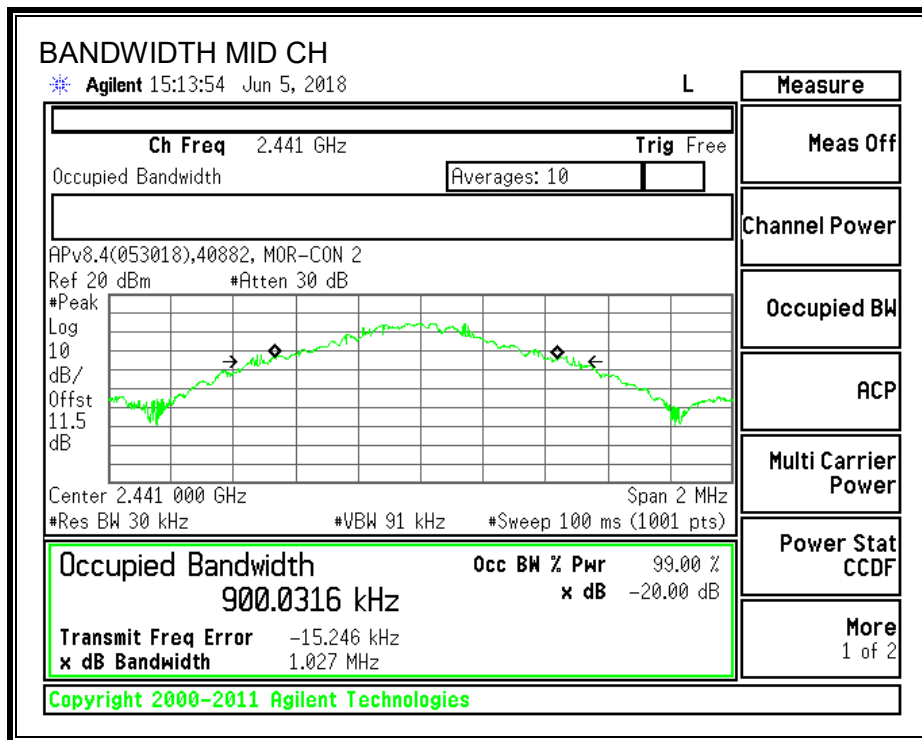 BANDWIDTH MID CH
Agilent 15:13:54 Jun 5, 2018 L
Ch Freq 2.441 GHz Trig Free
Occupied Bandwidth Averages: 10
APv8.4(053018),40882, MOR-CON 2
Ref 20 dBm #Atten 30 dB
#Peak
Log
10
dB/
Offst
11.5
dB
Center 2.441 000 GHz Span 2 MHz
#Res BW 30 kHz #VBW 91 kHz #Sweep 100 ms (1001 pts)
Occupied Bandwidth Occ BW % Pwr 99.00 %
900.0316 kHz x dB -20.00 dB
Transmit Freq Error -15.246 kHz
x dB Bandwidth 1.027 MHz
Copyright 2000-2011 Agilent Technologies
Measure
Meas Off
Channel Power
Occupied BW
ACP
Multi Carrier
Power
Power Stat
CCDF
More
1 of 2